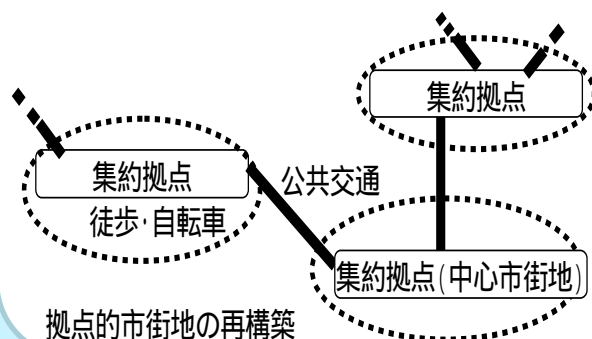 集約拠点
集約拠点
公共交通
徒歩・自転車
集約拠点(中心市街地)
拠点的市街地の再構築